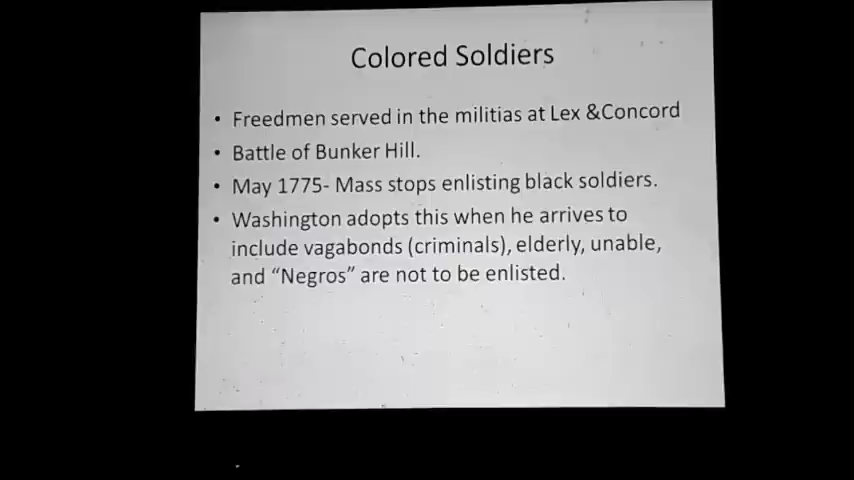 Colored Soldiers
• Freedmen served in the militias at Lex &Concord
• Battle of Bunker Hill.
• May 1775- Mass stops enlisting black soldiers.
• Washington adopts this when he arrives to
include vagabonds (criminals), elderly, unable,
and “Negros” are not to be enlisted.